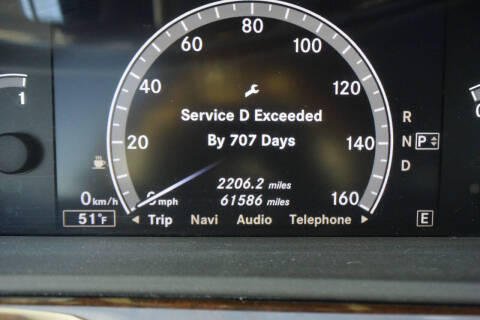 80
60
100
40
120
1
Service D Exceeded
By 707 Days
R
20
140
N P
D
2206.2 miles
0 km/h
0 mph
61586 miles
160
51°F
Trip Navi Audio Telephone
E